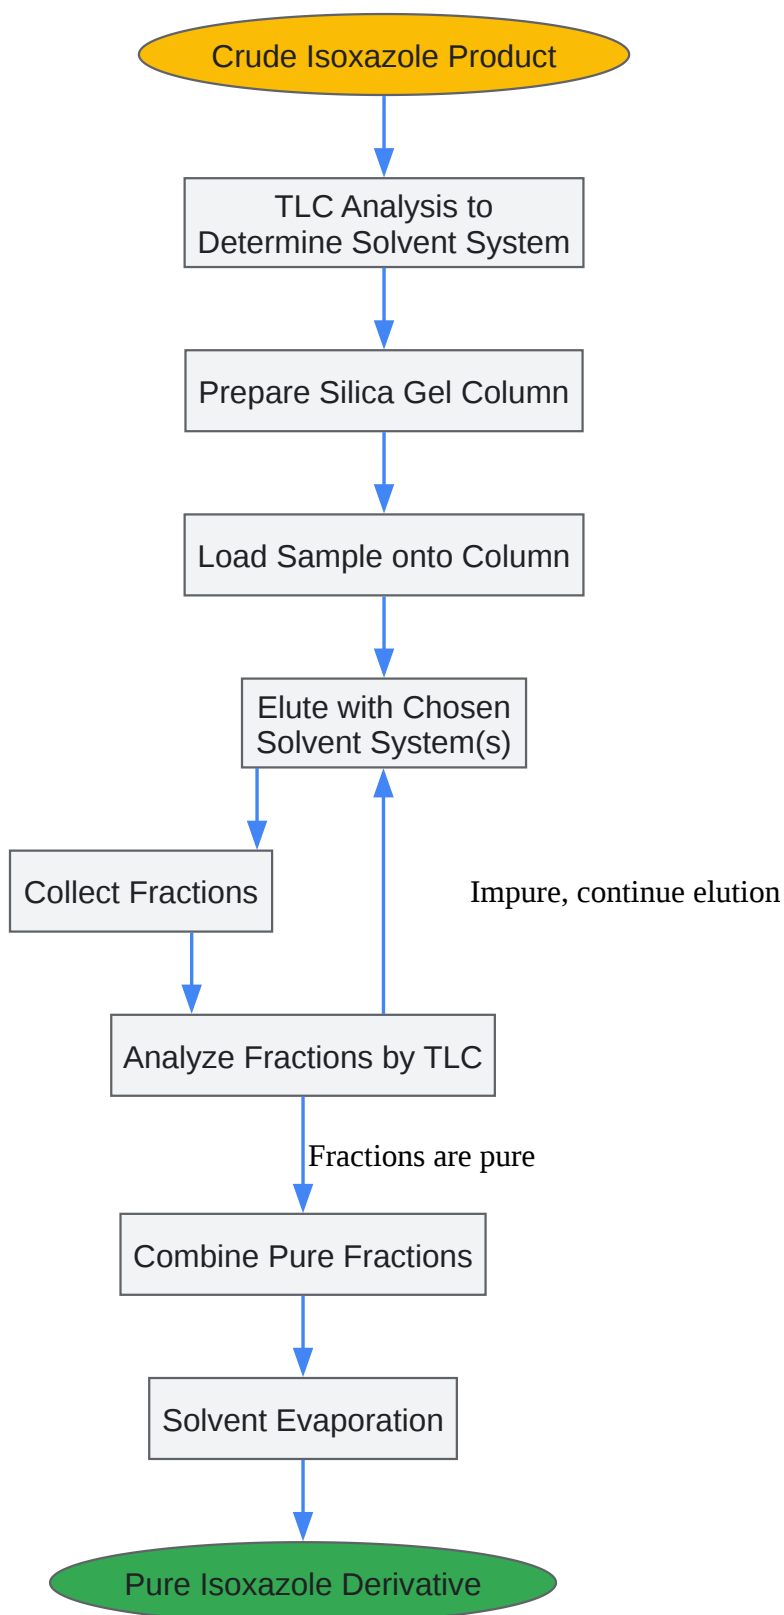 Crude Isoxazole Product
TLC Analysis to
Determine Solvent System
Prepare Silica Gel Column
Load Sample onto Column
Elute with Chosen
Solvent System(s)
Collect Fractions
Impure, continue elution
Analyze Fractions by TLC
Fractions are pure
Combine Pure Fractions
Solvent Evaporation
Pure Isoxazole Derivative